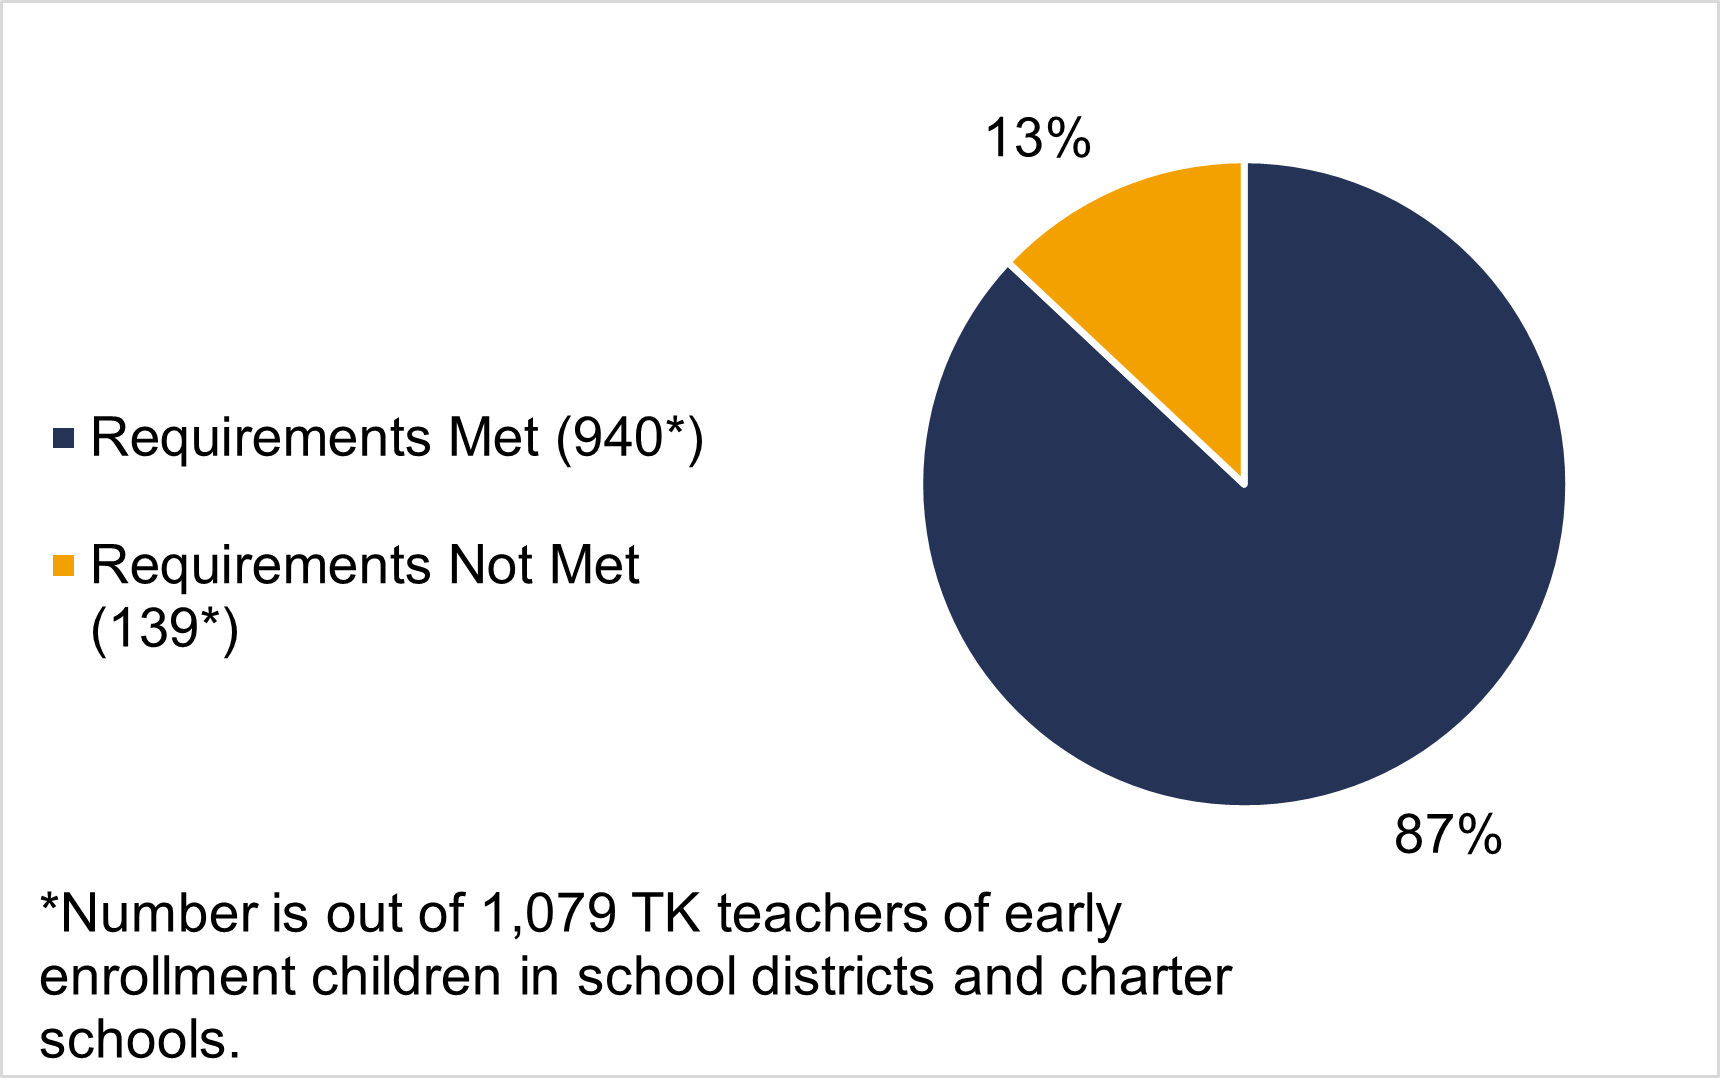 13%
Requirements Met (940*)
Requirements Not Met
(139*)
87%
*Number is out of 1,079 TK teachers of early
enrollment children in school districts and charter
schools.